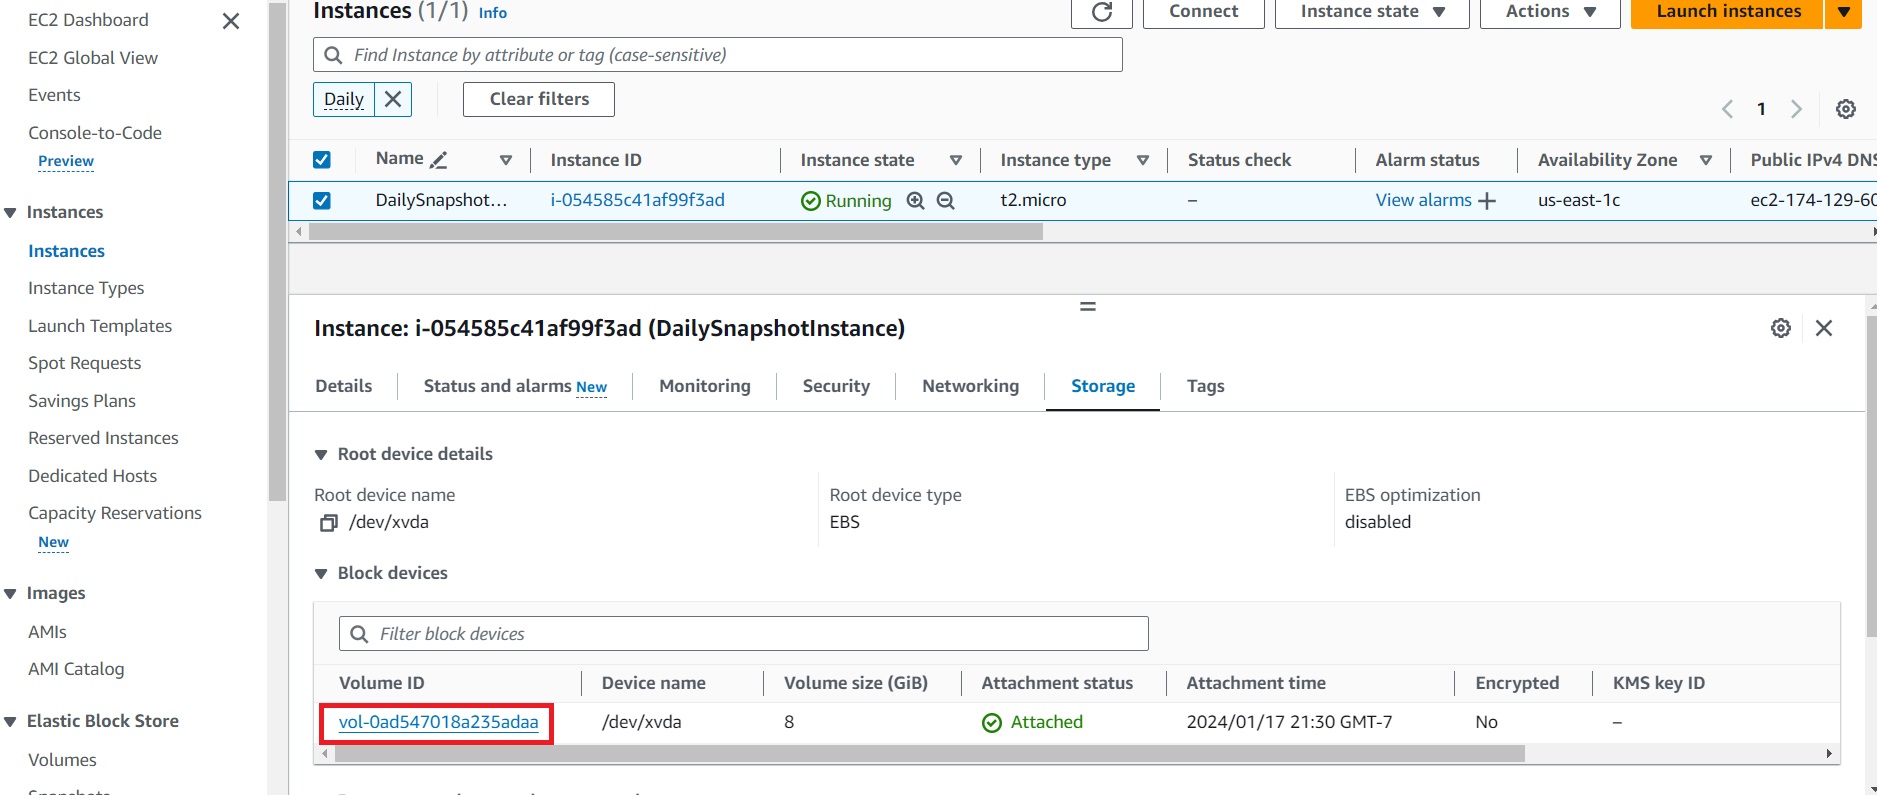 EC2 Dashboard
EC2 Global View
Events
Console-to-Code
Preview
Instances
Instances
Instance Types
Launch Templates
Spot Requests
Savings Plans
Reserved Instances
Dedicated Hosts
Capacity Reservations
New
Images
AMIs
AMI Catalog
Elastic Block Store
Volumes
Snapshots
Instances (1/1) Info
Connect
Instance state
Actions
Launch instances
Find Instance by attribute or tag (case-sensitive)
Daily
Clear filters
1
Name Instance ID Instance state Instance type Status check Alarm status Availability Zone Public IPv4 DNS
DailySnapshot... i-054585c41af99f3ad Running t2.micro – View alarms + us-east-1c ec2-174-129-60
Instance: i-054585c41af99f3ad (DailySnapshotInstance)
Details Status and alarms New Monitoring Security Networking Storage Tags
Root device details
Root device name Root device type EBS optimization
/dev/xvda EBS disabled
Block devices
Filter block devices
Volume ID Device name Volume size (GiB) Attachment status Attachment time Encrypted KMS key ID
vol-0ad547018a235adaa /dev/xvda 8 Attached 2024/01/17 21:30 GMT-7 No –